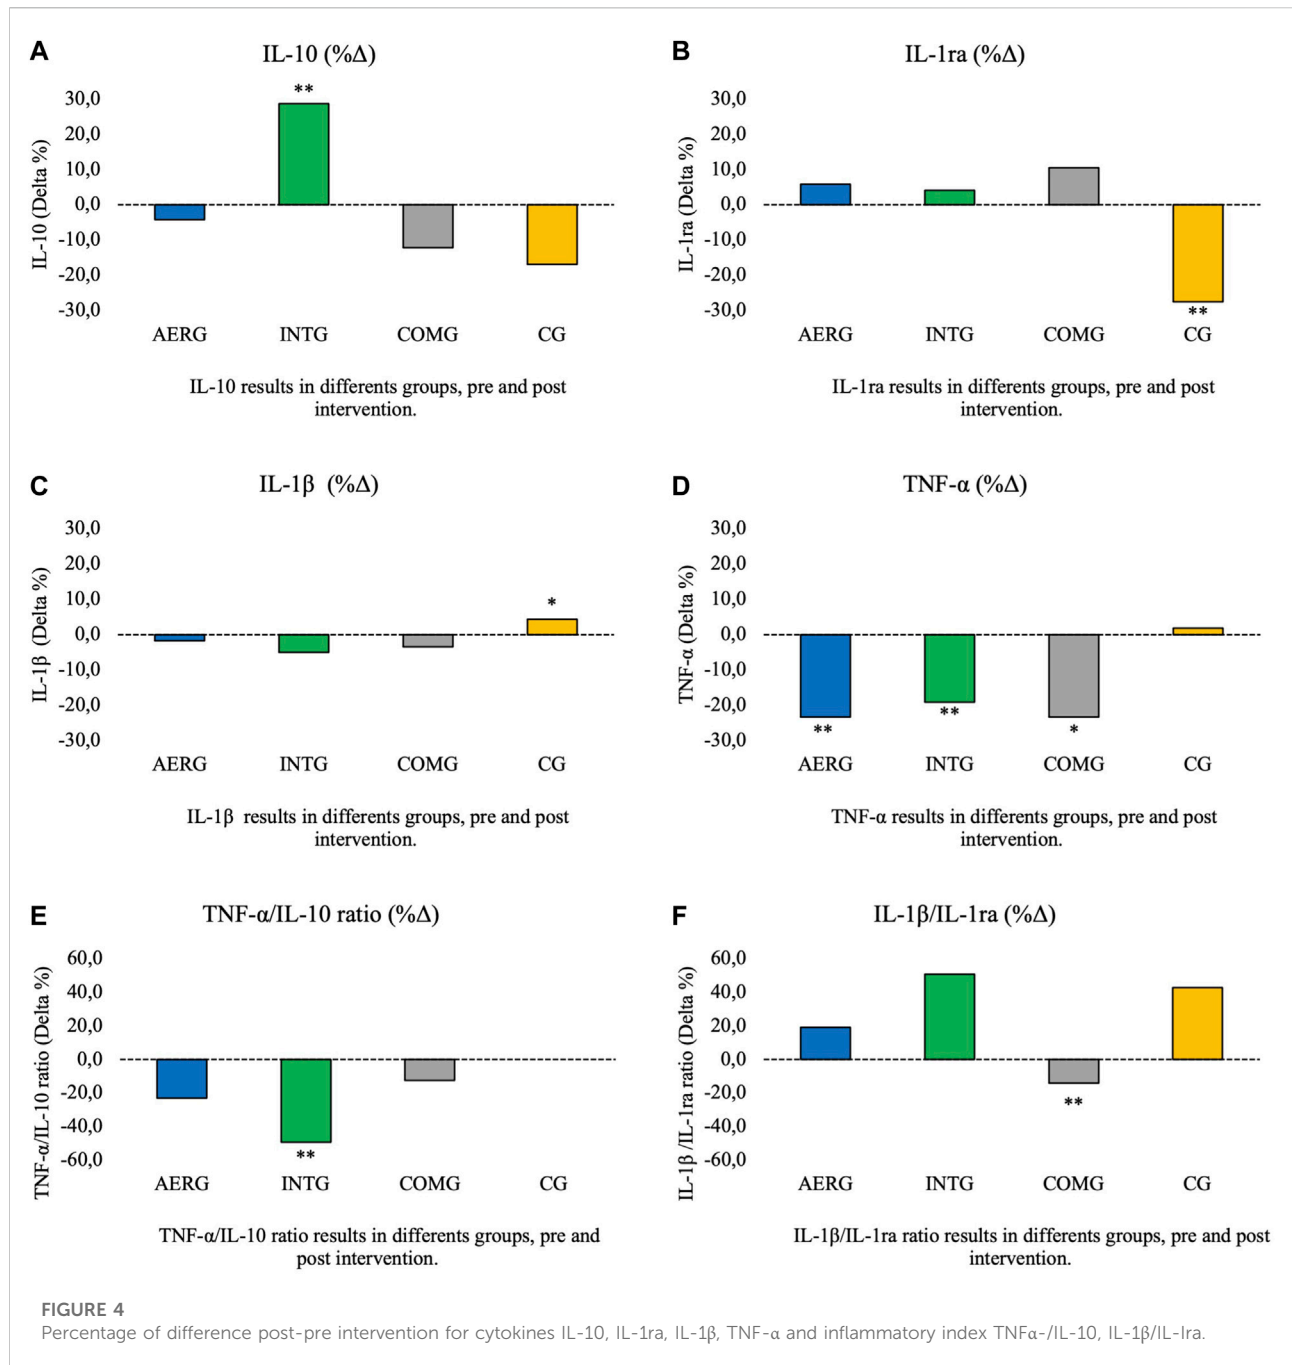 A
IL-10 (%Δ)
IL-10 (Delta %)
30,0
**
20,0
10,0
0,0
-10,0
-20,0
-30,0
AERG INTG COMG CG
IL-10 results in differents groups, pre and post
intervention.
B
IL-1ra (%Δ)
IL-1ra (Delta %)
30,0
20,0
10,0
0,0
-10,0
-20,0
-30,0
**
AERG INTG COMG CG
IL-1ra results in differents groups, pre and post
intervention.
C
IL-1β (%Δ)
IL-1β (Delta %)
30,0
20,0
10,0
*
0,0
-10,0
-20,0
-30,0
AERG INTG COMG CG
IL-1β results in differents groups, pre and post
intervention.
D
TNF-α (%Δ)
TNF-α (Delta %)
30,0
20,0
10,0
0,0
-10,0
-20,0
-30,0
** ** *
AERG INTG COMG CG
TNF-α results in differents groups, pre and post
intervention.
E
TNF-α/IL-10 ratio (%Δ)
TNF-α/IL-10 ratio (Delta %)
60,0
40,0
20,0
0,0
-20,0
-40,0
-60,0
**
AERG INTG COMG CG
TNF-α/IL-10 ratio results in differents groups, pre and
post intervention.
F
IL-1β/IL-1ra (%Δ)
IL-1β /IL-1ra ratio (Delta %)
60,0
40,0
20,0
0,0
-20,0
**
-40,0
-60,0
AERG INTG COMG CG
IL-1β/IL-1ra ratio results in differents groups, pre and post
intervention.
FIGURE 4
Percentage of difference post-pre intervention for cytokines IL-10, IL-1ra, IL-1β, TNF-α and inflammatory index TNFα-/IL-10, IL-1β/IL-Ira.